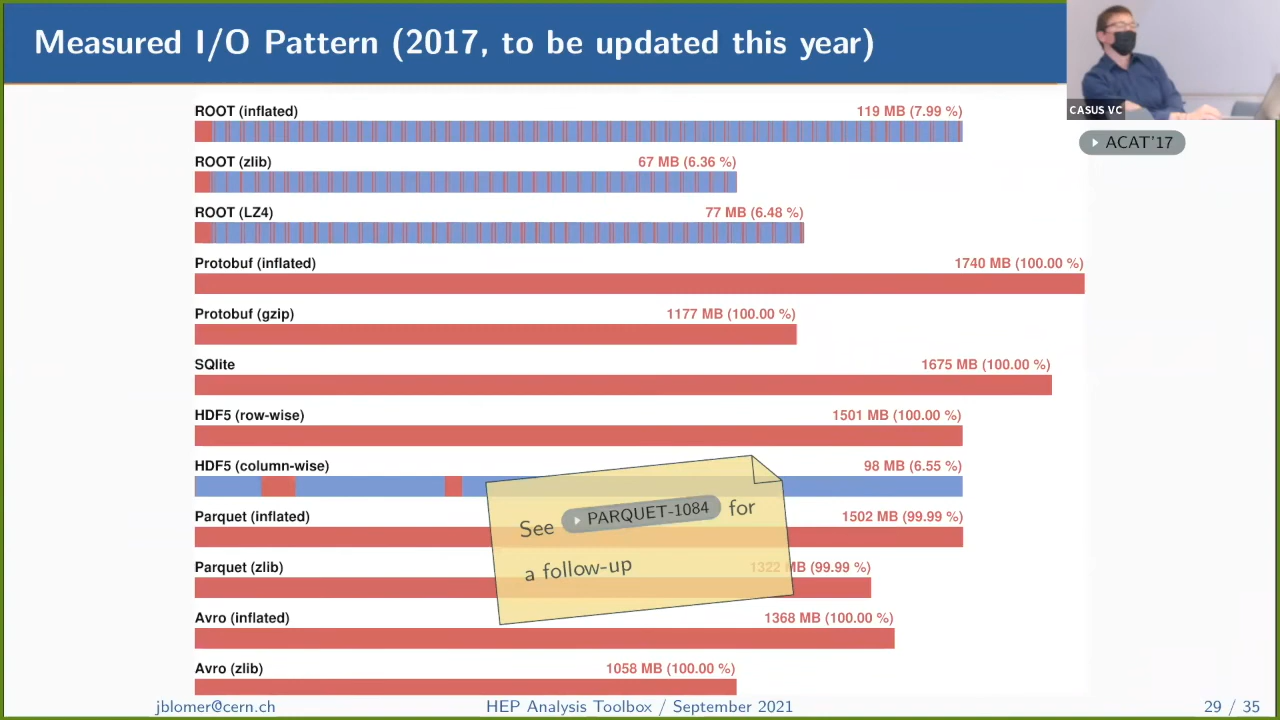 Measured I/O Pattern (2017, to be updated this year)
CASUS VC
ACAT'17
ROOT (inflated) 119 MB (7.99 %)
ROOT (zlib) 67 MB (6.36 %)
ROOT (LZ4) 77 MB (6.48 %)
Protobuf (inflated) 1740 MB (100.00 %)
Protobuf (gzip) 1177 MB (100.00 %)
SQlite 1675 MB (100.00 %)
HDF5 (row-wise) 1501 MB (100.00 %)
HDF5 (column-wise) 98 MB (6.55 %)
See PARQUET-1084 for
a follow-up
Parquet (inflated) 1502 MB (99.99 %)
Parquet (zlib) 1322 MB (99.99 %)
Avro (inflated) 1368 MB (100.00 %)
Avro (zlib) 1058 MB (100.00 %)
jblomer@cern.ch HEP Analysis Toolbox / September 2021 29 / 35